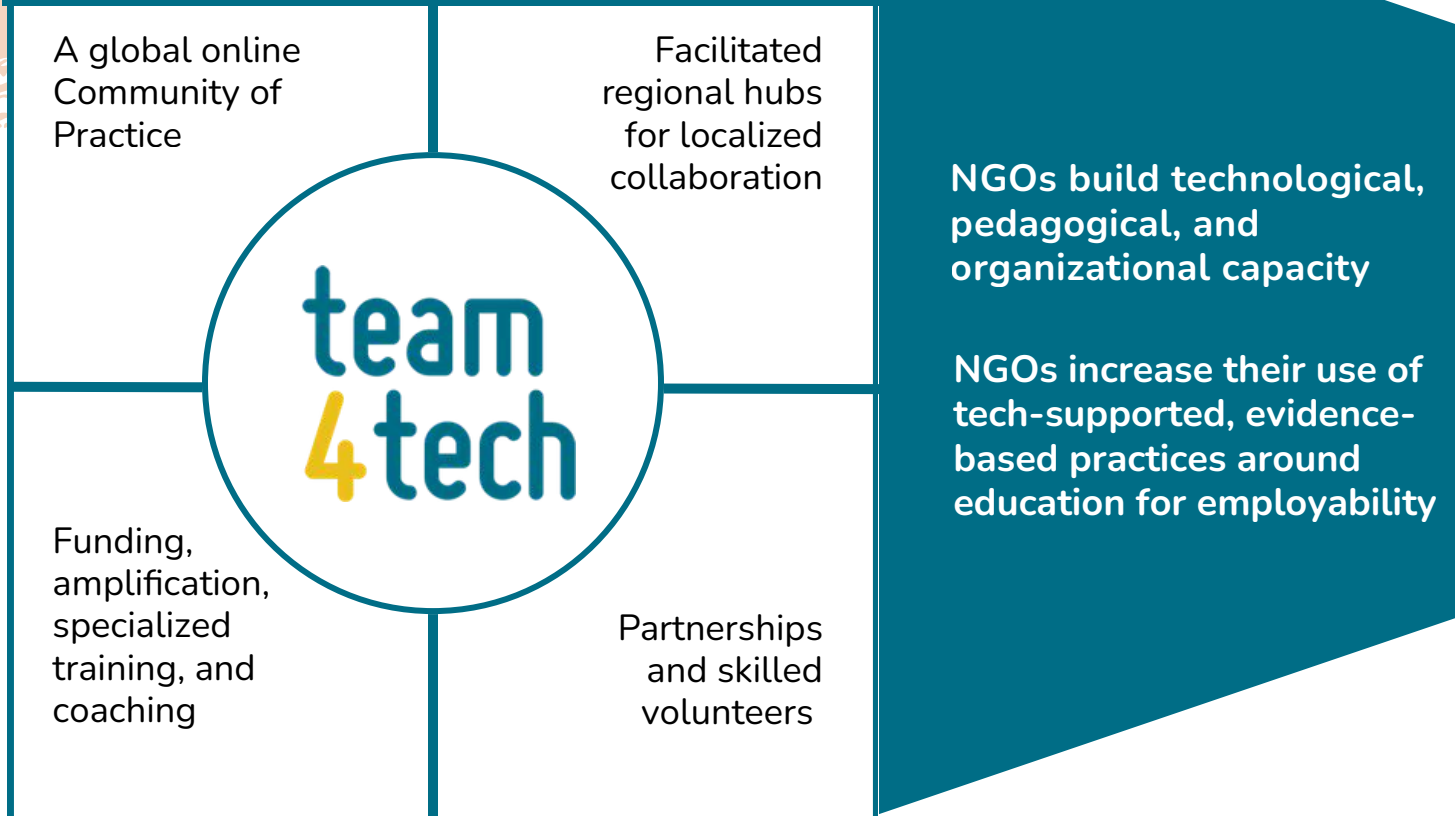 A global online
Community of
Practice
Facilitated
regional hubs
for localized
collaboration
team
4tech
Funding,
amplification,
specialized
training, and
coaching
Partnerships
and skilled
volunteers
NGOs build technological,
pedagogical, and
organizational capacity
NGOs increase their use of
tech-supported, evidence-
based practices around
education for employability